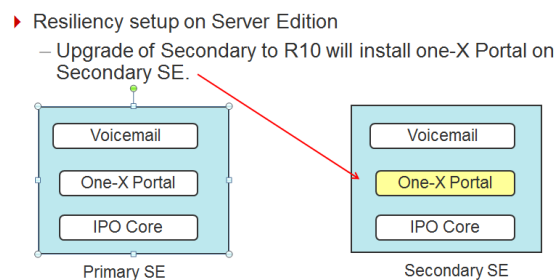 Resiliency setup on Server Edition
– Upgrade of Secondary to R10 will install one-X Portal on
Secondary SE.
Voicemail
One-X Portal
IPO Core
Primary SE
Voicemail
One-X Portal
IPO Core
Secondary SE